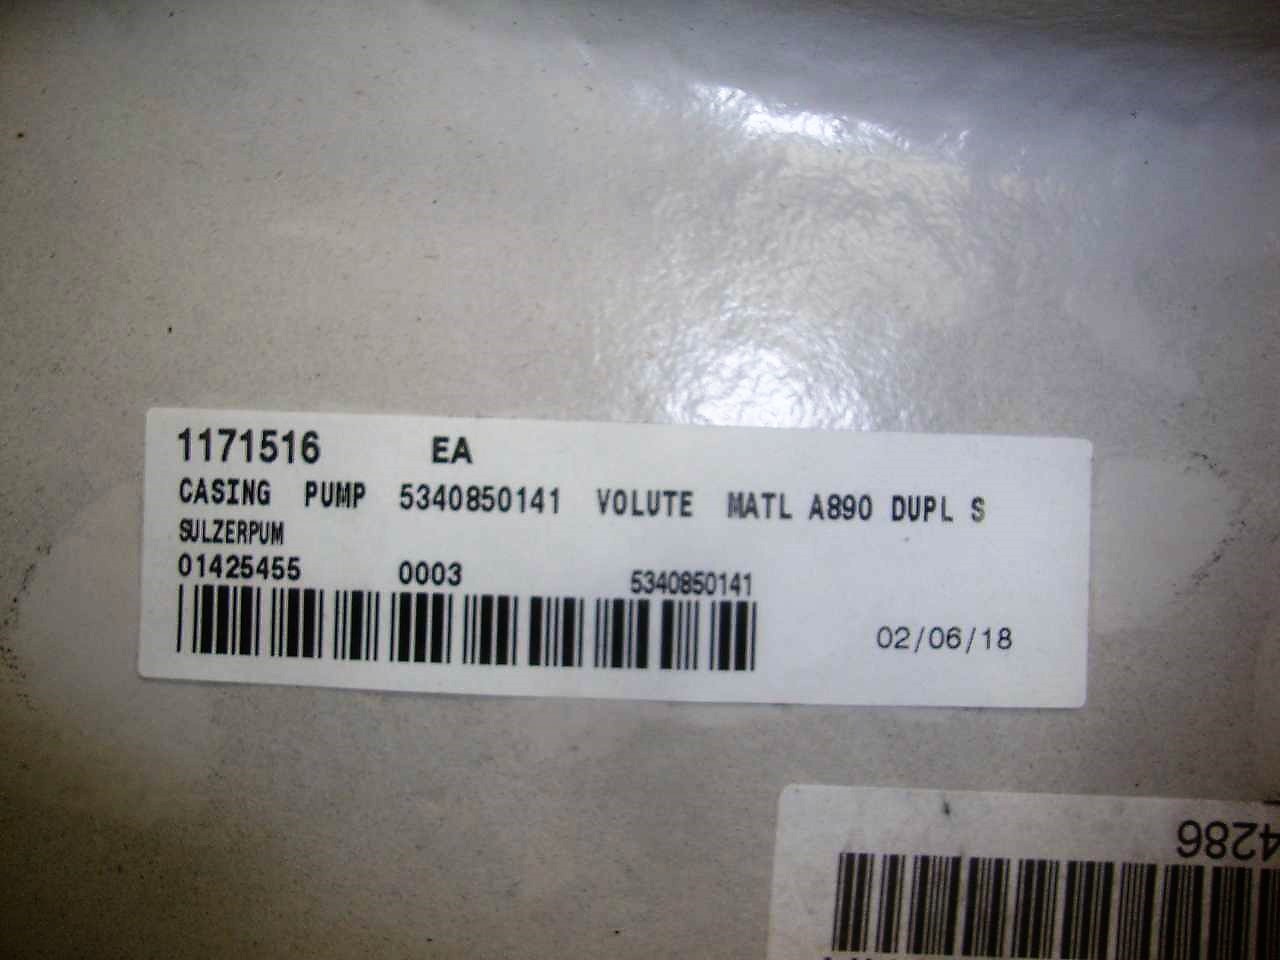 1171516 EA
CASING PUMP 5340850141 VOLUTE MATL A890 DUPL S
SULZERPUM
01425455 0003 5340850141
02/06/18
4286